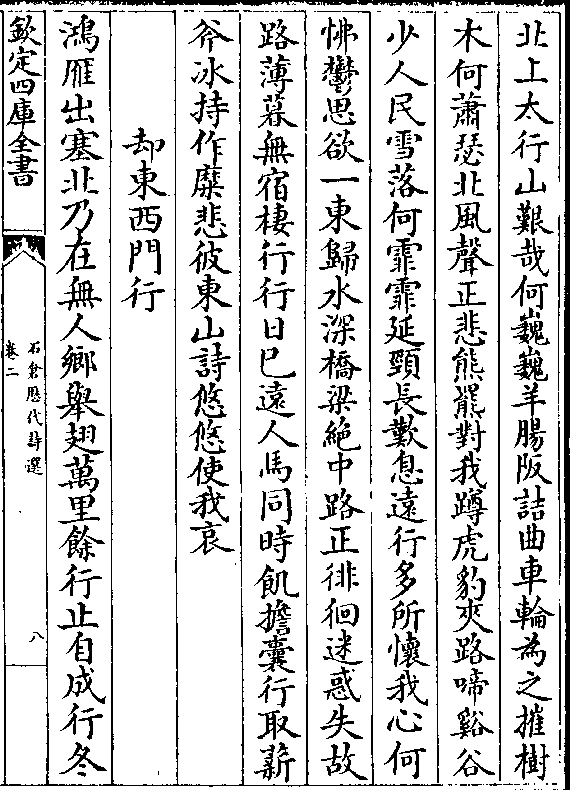 北上太行山艱哉何巍巍羊腸阪詰曲車輪為之摧樹
木何蕭瑟北風聲正悲熊羆對我蹲虎豹夾路啼谿谷
少人民雪落何霏霏延頸長歎息遠行多所懷我心何
怫鬱思欲一東歸水深橋梁絶中路正徘徊迷惑失故
路薄暮無宿棲行行日已遠人馬同時飢擔囊行取薪
斧冰持作糜悲彼東山詩悠悠使我哀
却東西門行
鴻雁出塞北乃在無人鄉舉翅萬里餘行止自成行冬
欽定四庫全書
石倉歷代詩選
卷二
八